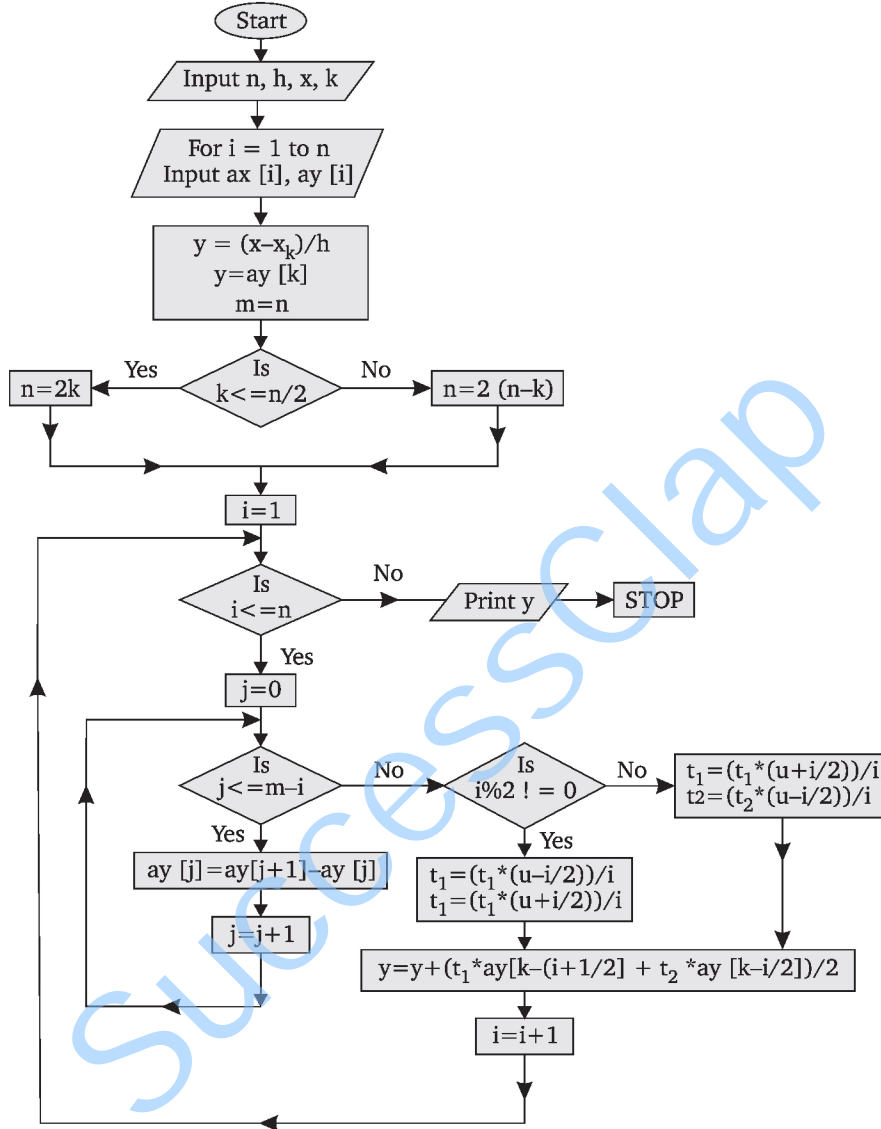 Start
Input n, h, x, k
For i = 1 to n
Input ax [i], ay [i]
y = (x–xk)/h
y=ay [k]
m=n
Is
k<=n/2
Yes
No
n=2k
n=2 (n–k)
i=1
Is
i<=n
No
Print y
STOP
Yes
j=0
Is
j<=m–i
No
Is
i%2 ! = 0
No
t1=(t1*(u+i/2))/i
t2=(t2*(u–i/2))/i
Yes
ay [j]=ay[j+1]–ay [j]
j=j+1
Yes
t1=(t1*(u–i/2))/i
t1=(t1*(u+i/2))/i
y=y+(t1*ay[k–(i+1/2] + t2 *ay [k–i/2])/2
i=i+1
SuccessClap